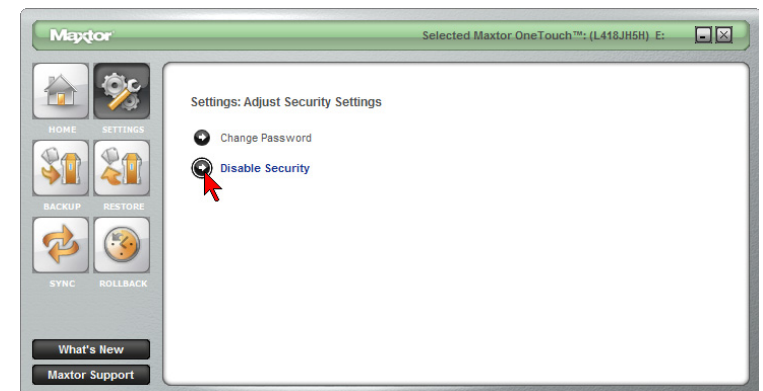 Maxtor
Selected Maxtor OneTouch™: (L418JH5H) E:
HOME SETTINGS
BACKUP RESTORE
SYNC ROLLBACK
What's New
Maxtor Support
Settings: Adjust Security Settings
Change Password
Disable Security